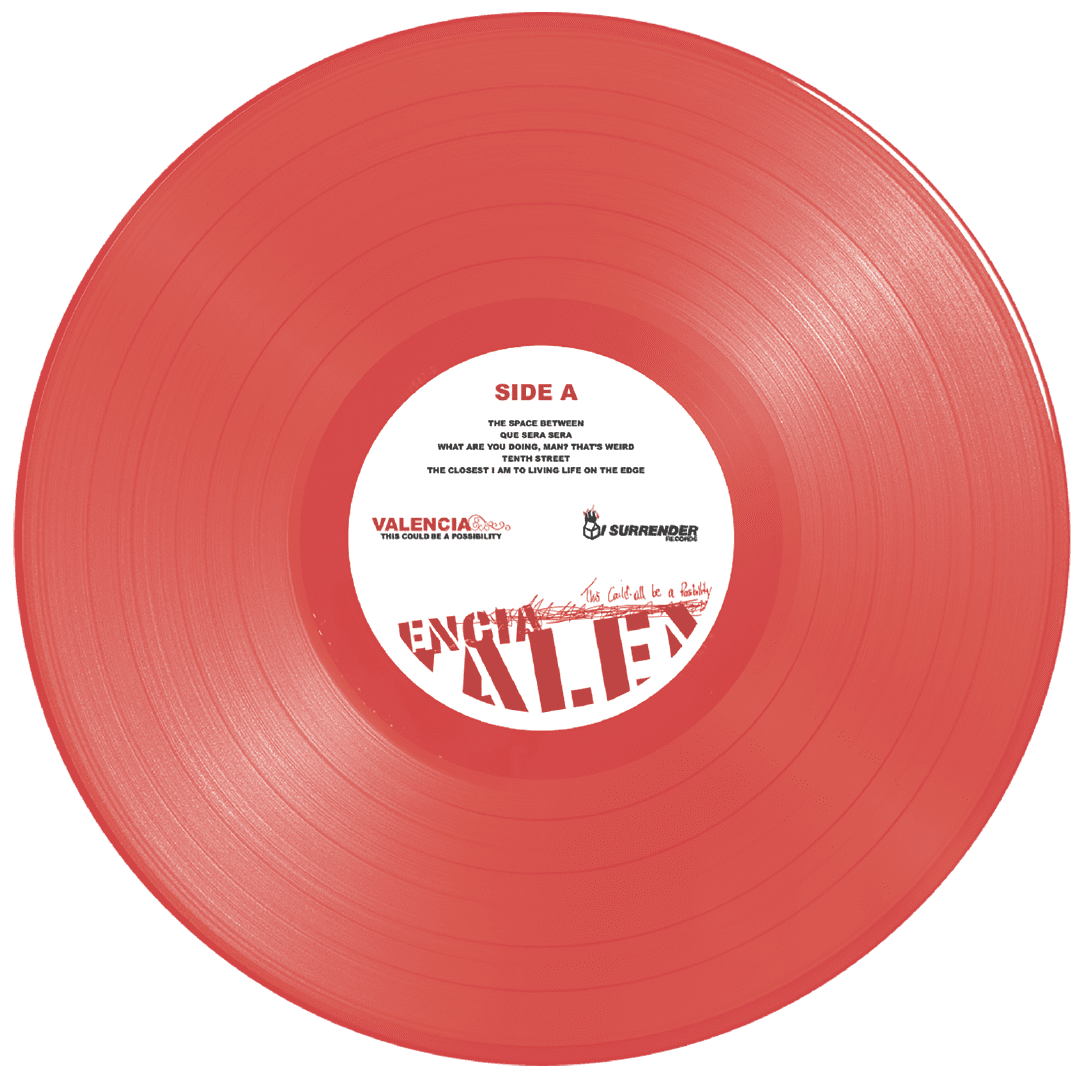 SIDE A
THE SPACE BETWEEN
QUE SERA SERA
WHAT ARE YOU DOING, MAN? THAT'S WEIRD
TENTH STREET
THE CLOSEST I AM TO LIVING LIFE ON THE EDGE
VALENCIA
THIS COULD BE A POSSIBILITY
I SURRENDER
RECORDS
This Could all be a Possibility
ENCIA
VALEN